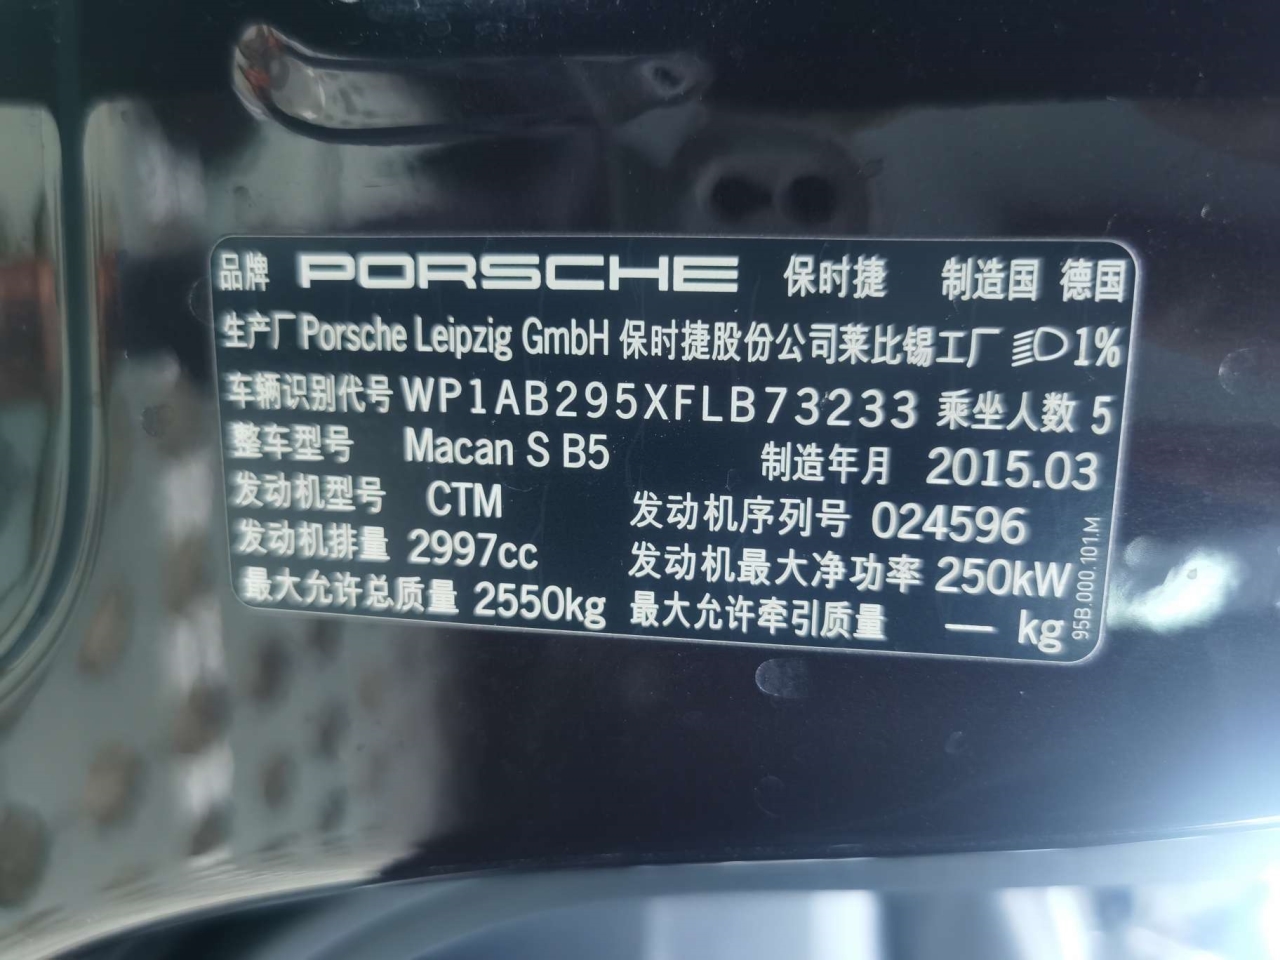 品牌 PORSCHE 保时捷 制造国 德国
生产厂 Porsche Leipzig GmbH 保时捷股份公司莱比锡工厂 1%
车辆识别代号 WP1AB295XFLB73233 乘坐人数 5
整车型号 Macan S B5 制造年月 2015.03
发动机型号 CTM 发动机序列号 024596
发动机排量 2997cc 发动机最大净功率 250kW
最大允许总质量 2550kg 最大允许牵引质量 — kg
95B.000.101.M